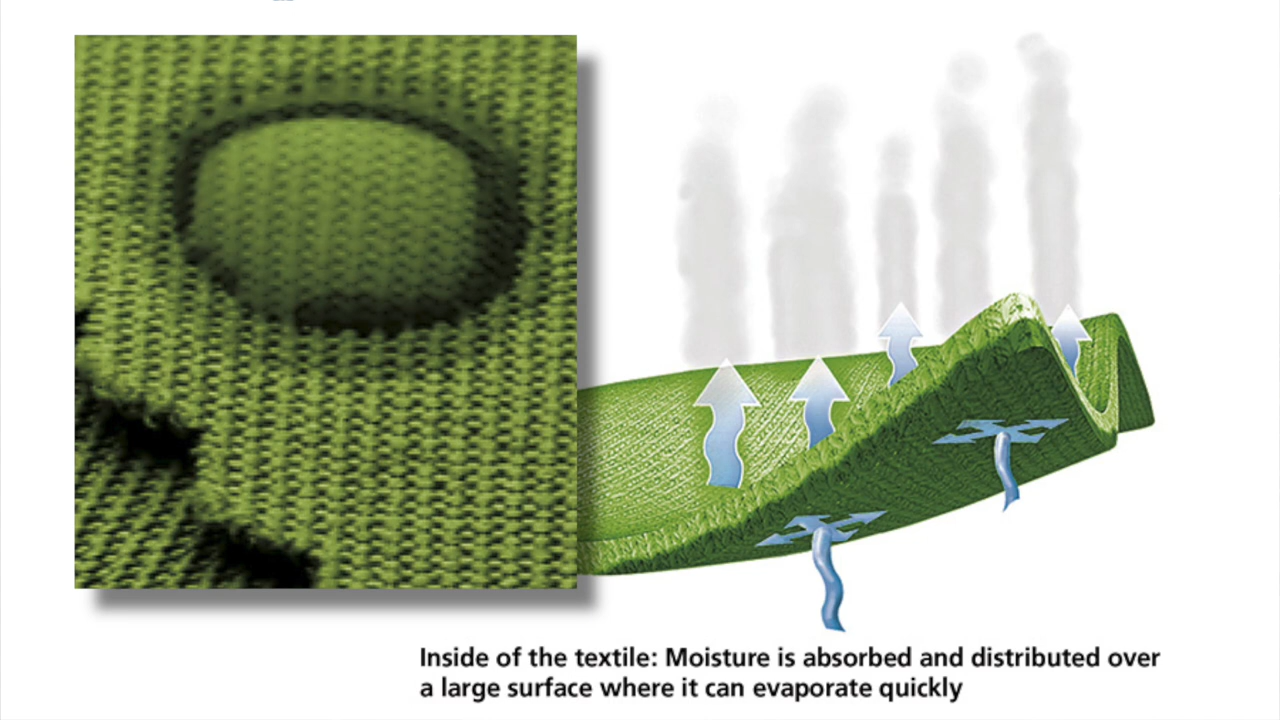 Inside of the textile: Moisture is absorbed and distributed over
a large surface where it can evaporate quickly